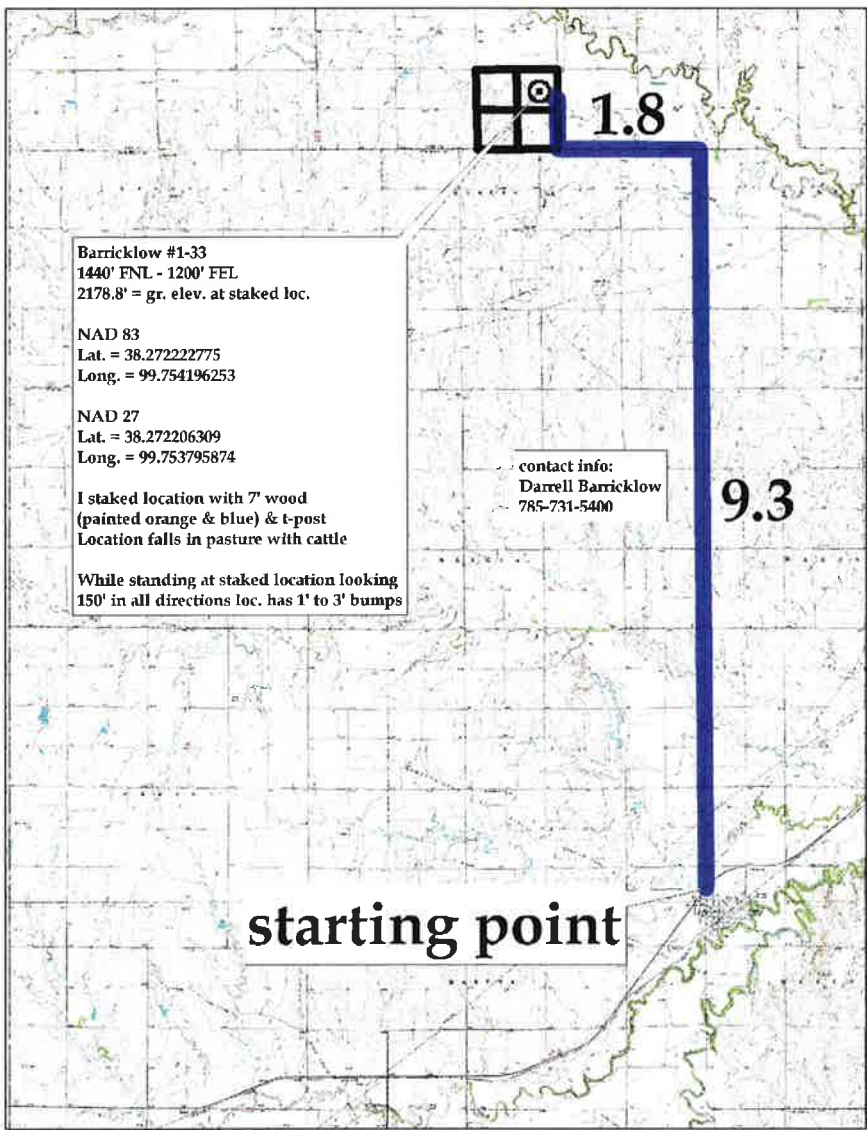 1.8
Barricklow #1-33
1440' FNL - 1200' FEL
2178.8' = gr. elev. at staked loc.
NAD 83
Lat. = 38.272222775
Long. = 99.754196253
NAD 27
Lat. = 38.272206309
Long. = 99.753795874
I staked location with 7' wood
(painted orange & blue) & t-post
Location falls in pasture with cattle
While standing at staked location looking
150' in all directions loc. has 1' to 3' bumps
contact info:
Darrell Barricklow
785-731-5400
9.3
starting point